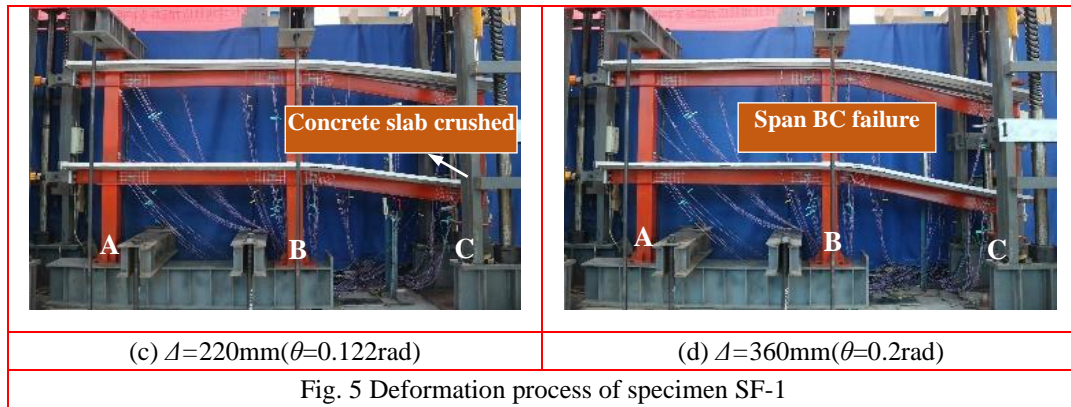 Concrete slab crushed
A
B
C
Span BC failure
1
A
B
C
(c) Δ=220mm(θ=0.122rad)
(d) Δ=360mm(θ=0.2rad)
Fig. 5 Deformation process of specimen SF-1